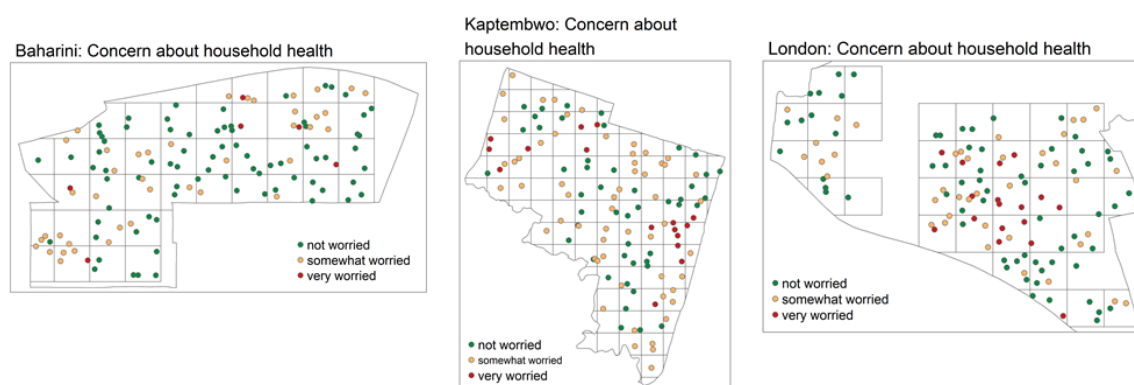 Baharini: Concern about household health
not worried
somewhat worried
very worried
Kaptembwo: Concern about
household health
not worried
somewhat worried
very worried
London: Concern about household health
not worried
somewhat worried
very worried